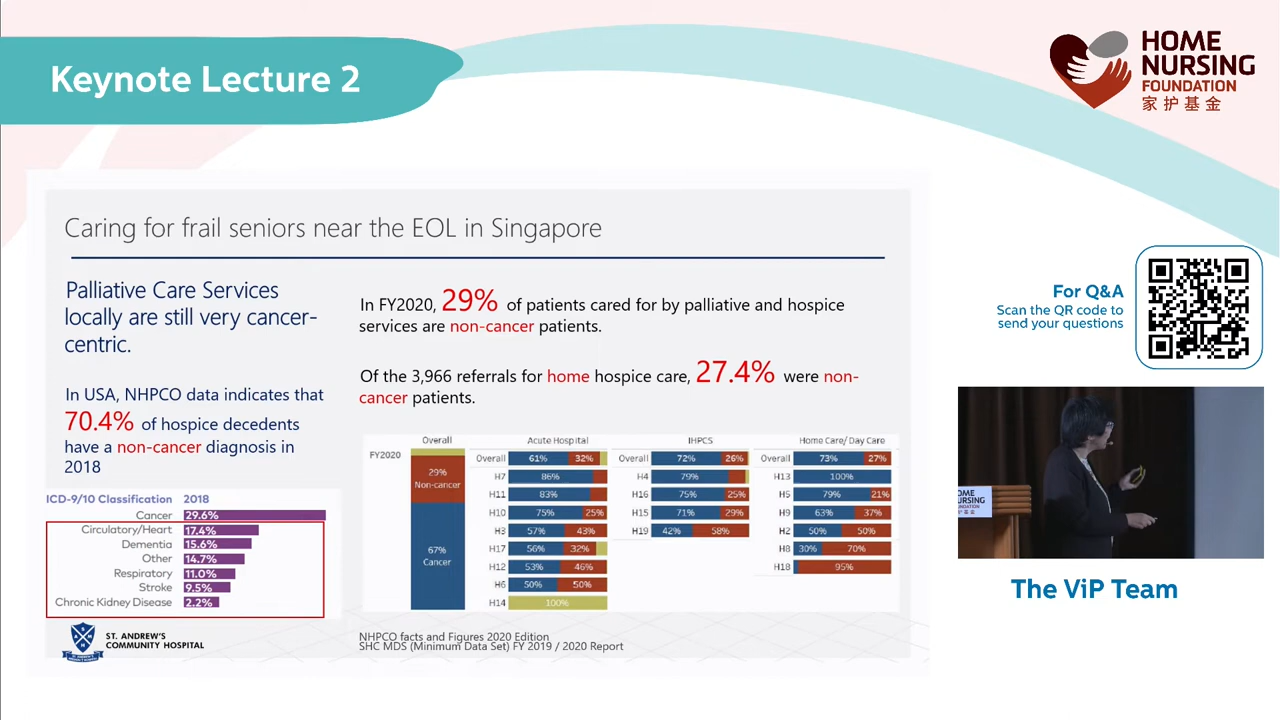 Keynote Lecture 2
HOME
NURSING
FOUNDATION
家护基金
Caring for frail seniors near the EOL in Singapore
Palliative Care Services
locally are still very cancer-
centric.
In USA, NHPCO data indicates that
70.4% of hospice decedents
have a non-cancer diagnosis in
2018
ICD-9/10 Classification 2018
Cancer 29.6%
Circulatory/Heart 17.4%
Dementia 15.6%
Other 14.7%
Respiratory 11.0%
Stroke 9.5%
Chronic Kidney Disease 2.2%
ST. ANDREW'S
COMMUNITY HOSPITAL
In FY2020, 29% of patients cared for by palliative and hospice
services are non-cancer patients.
Of the 3,966 referrals for home hospice care, 27.4% were non-
cancer patients.
Overall
FY2020
29%
Non-cancer
67%
Cancer
Acute Hospital
Overall 61% 32%
H7 86%
H11 83%
H10 75% 25%
H3 57% 43%
H17 56% 32%
H12 53% 46%
H6 50% 50%
H14 100%
IHPCS
Overall 72% 26%
H4 79%
H16 75% 25%
H15 71% 29%
H19 42% 58%
Home Care/ Day Care
Overall 73% 27%
H13 100%
H5 79% 21%
H9 63% 37%
H2 50% 50%
H8 30% 70%
H18 95%
NHPCO facts and Figures 2020 Edition
SHC MDS (Minimum Data Set) FY 2019 / 2020 Report
For Q&A
Scan the QR code to
send your questions
HOME
NURSING
The ViP Team